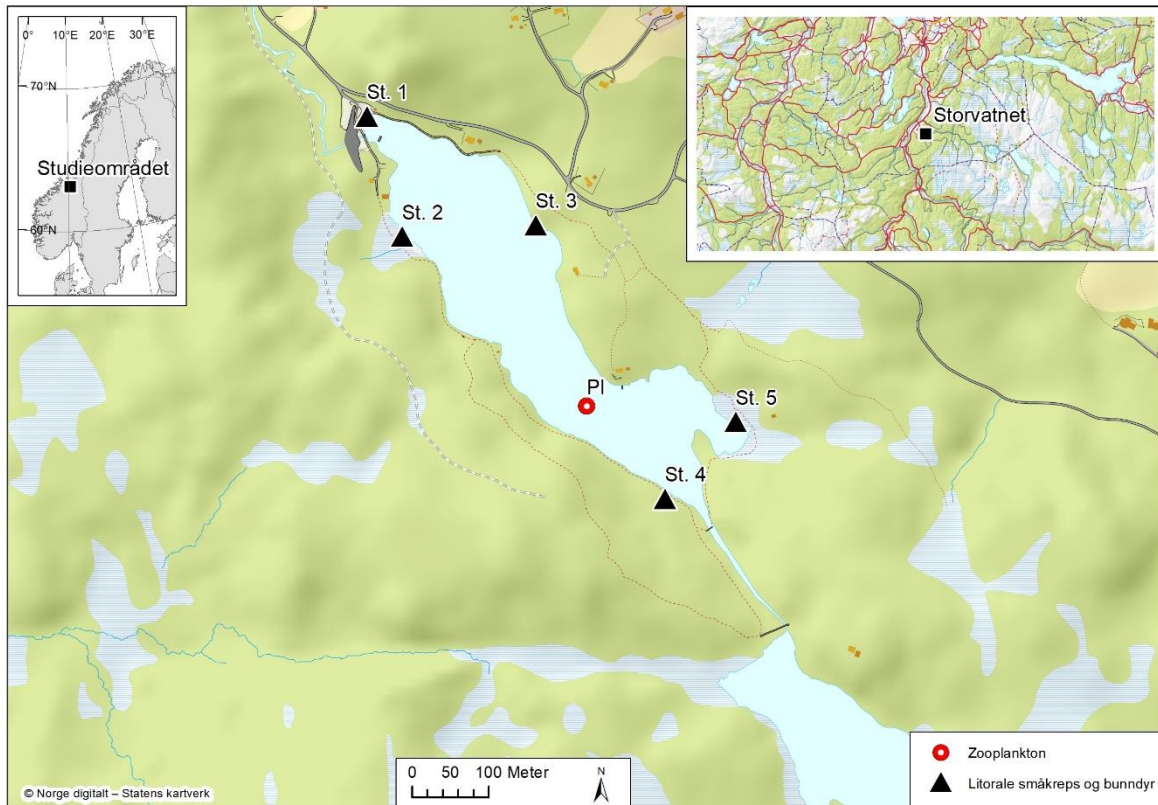 0° 10°E 20°E 30°E
70°N
Studieområdet
60°N
Storvatnet
St. 1
St. 2
St. 3
Pl
St. 5
St. 4
0 50 100 Meter
N
Zooplankton
Litorale småkreps og bunndyr
© Norge digitalt – Statens kartverk